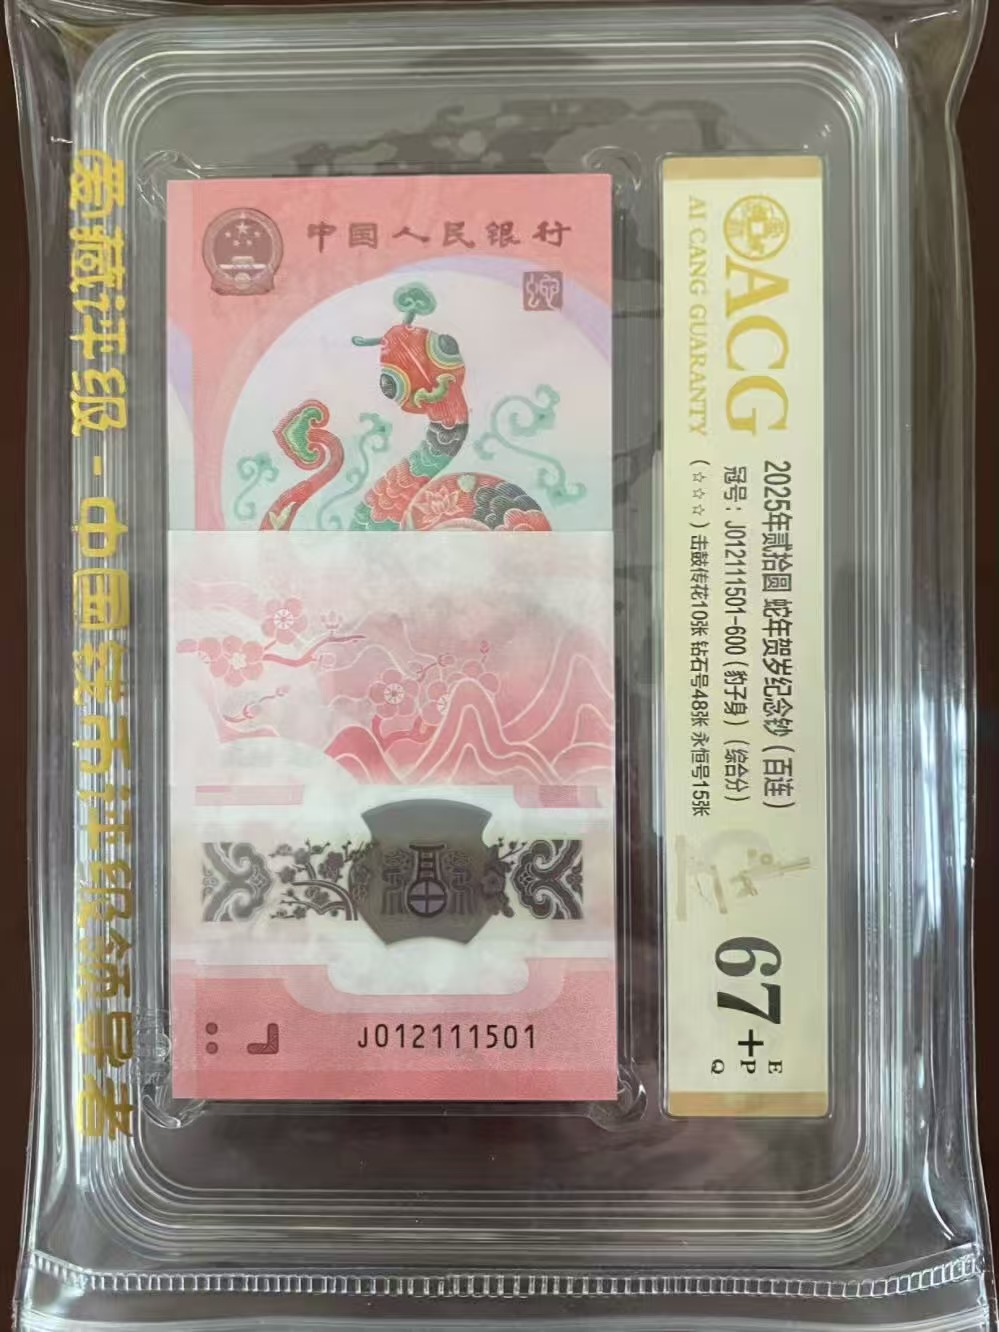 爱藏评级-中国钱币评级领导者
中国人民银行
J012111501
ACG
AI CANG GUARANTY
2025年贰拾圆 蛇年贺岁纪念钞（百连）
冠号：J012111501-600（豹子身）（综合分）
（☆☆☆）击鼓传花10张 钻石号48张 永恒号15张
67+
E
P
Q